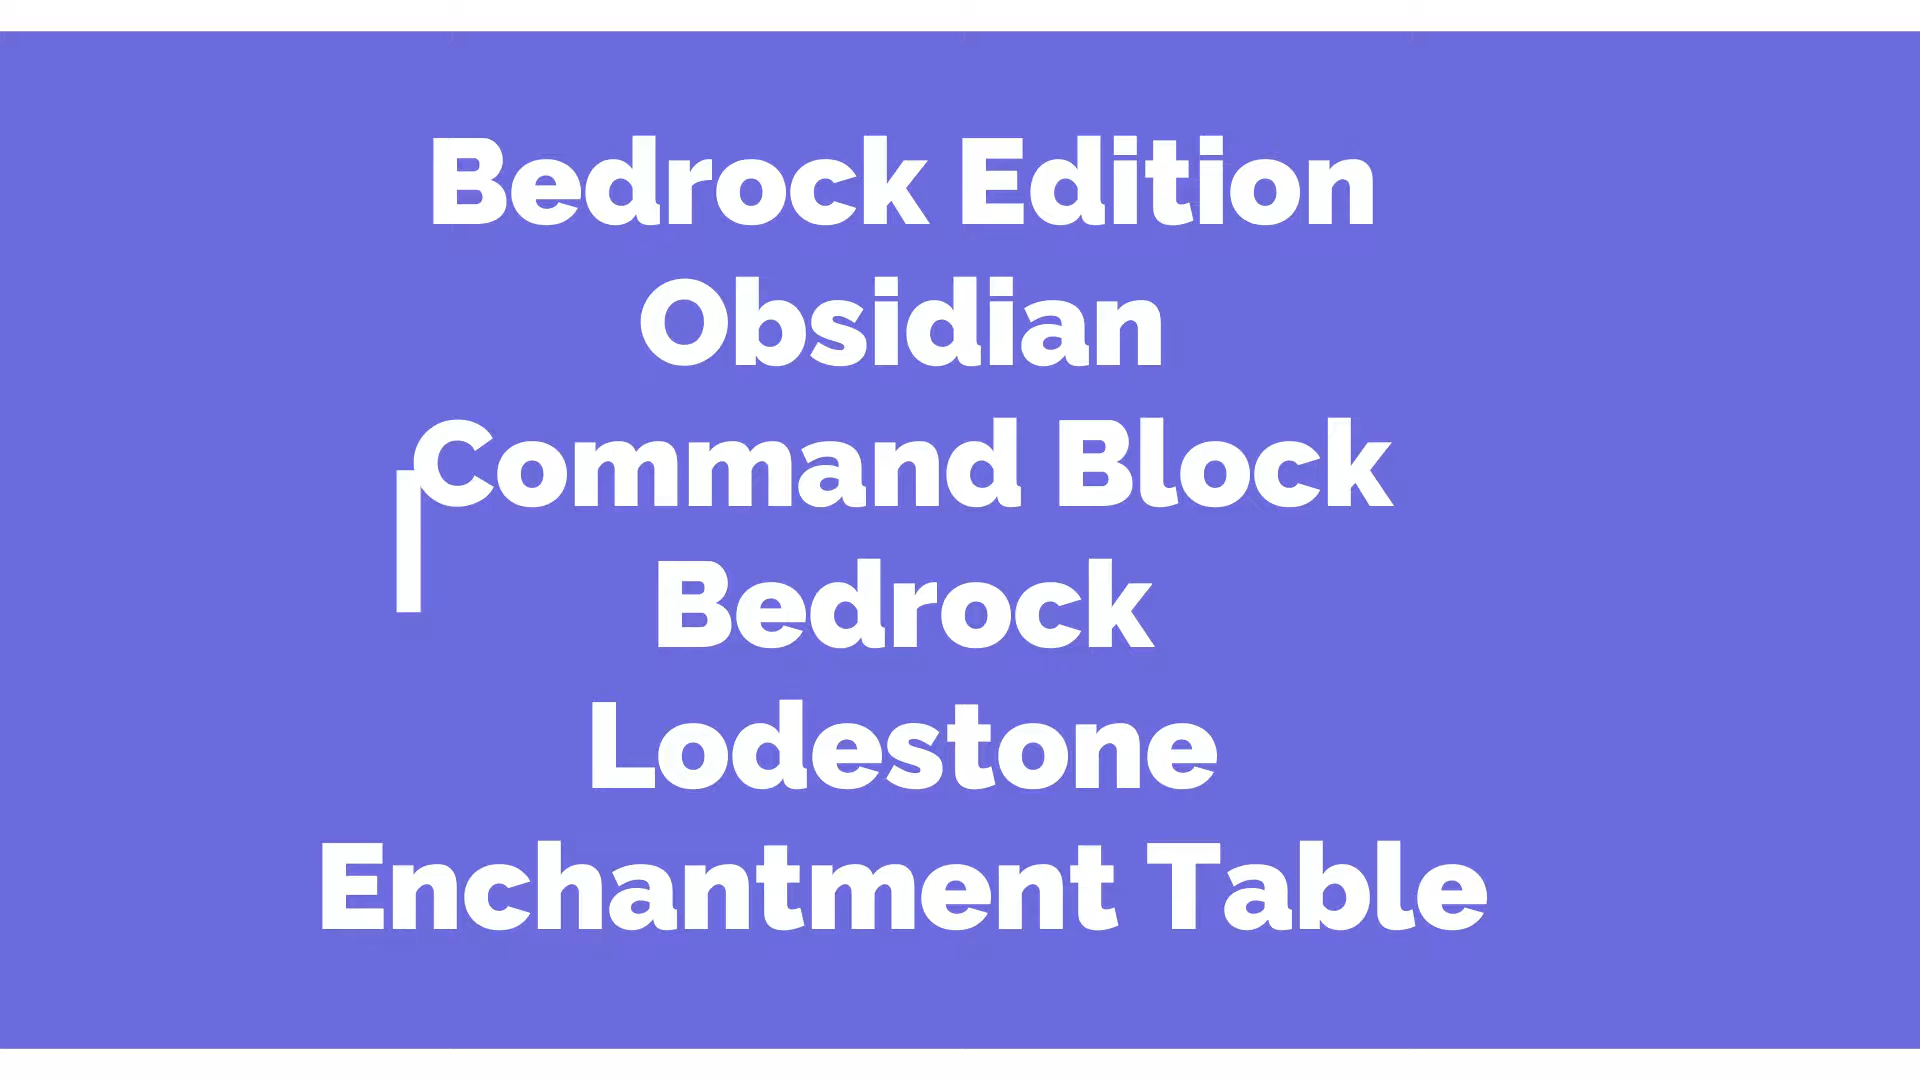 Bedrock Edition
Obsidian
Command Block
Bedrock
Lodestone
Enchantment Table